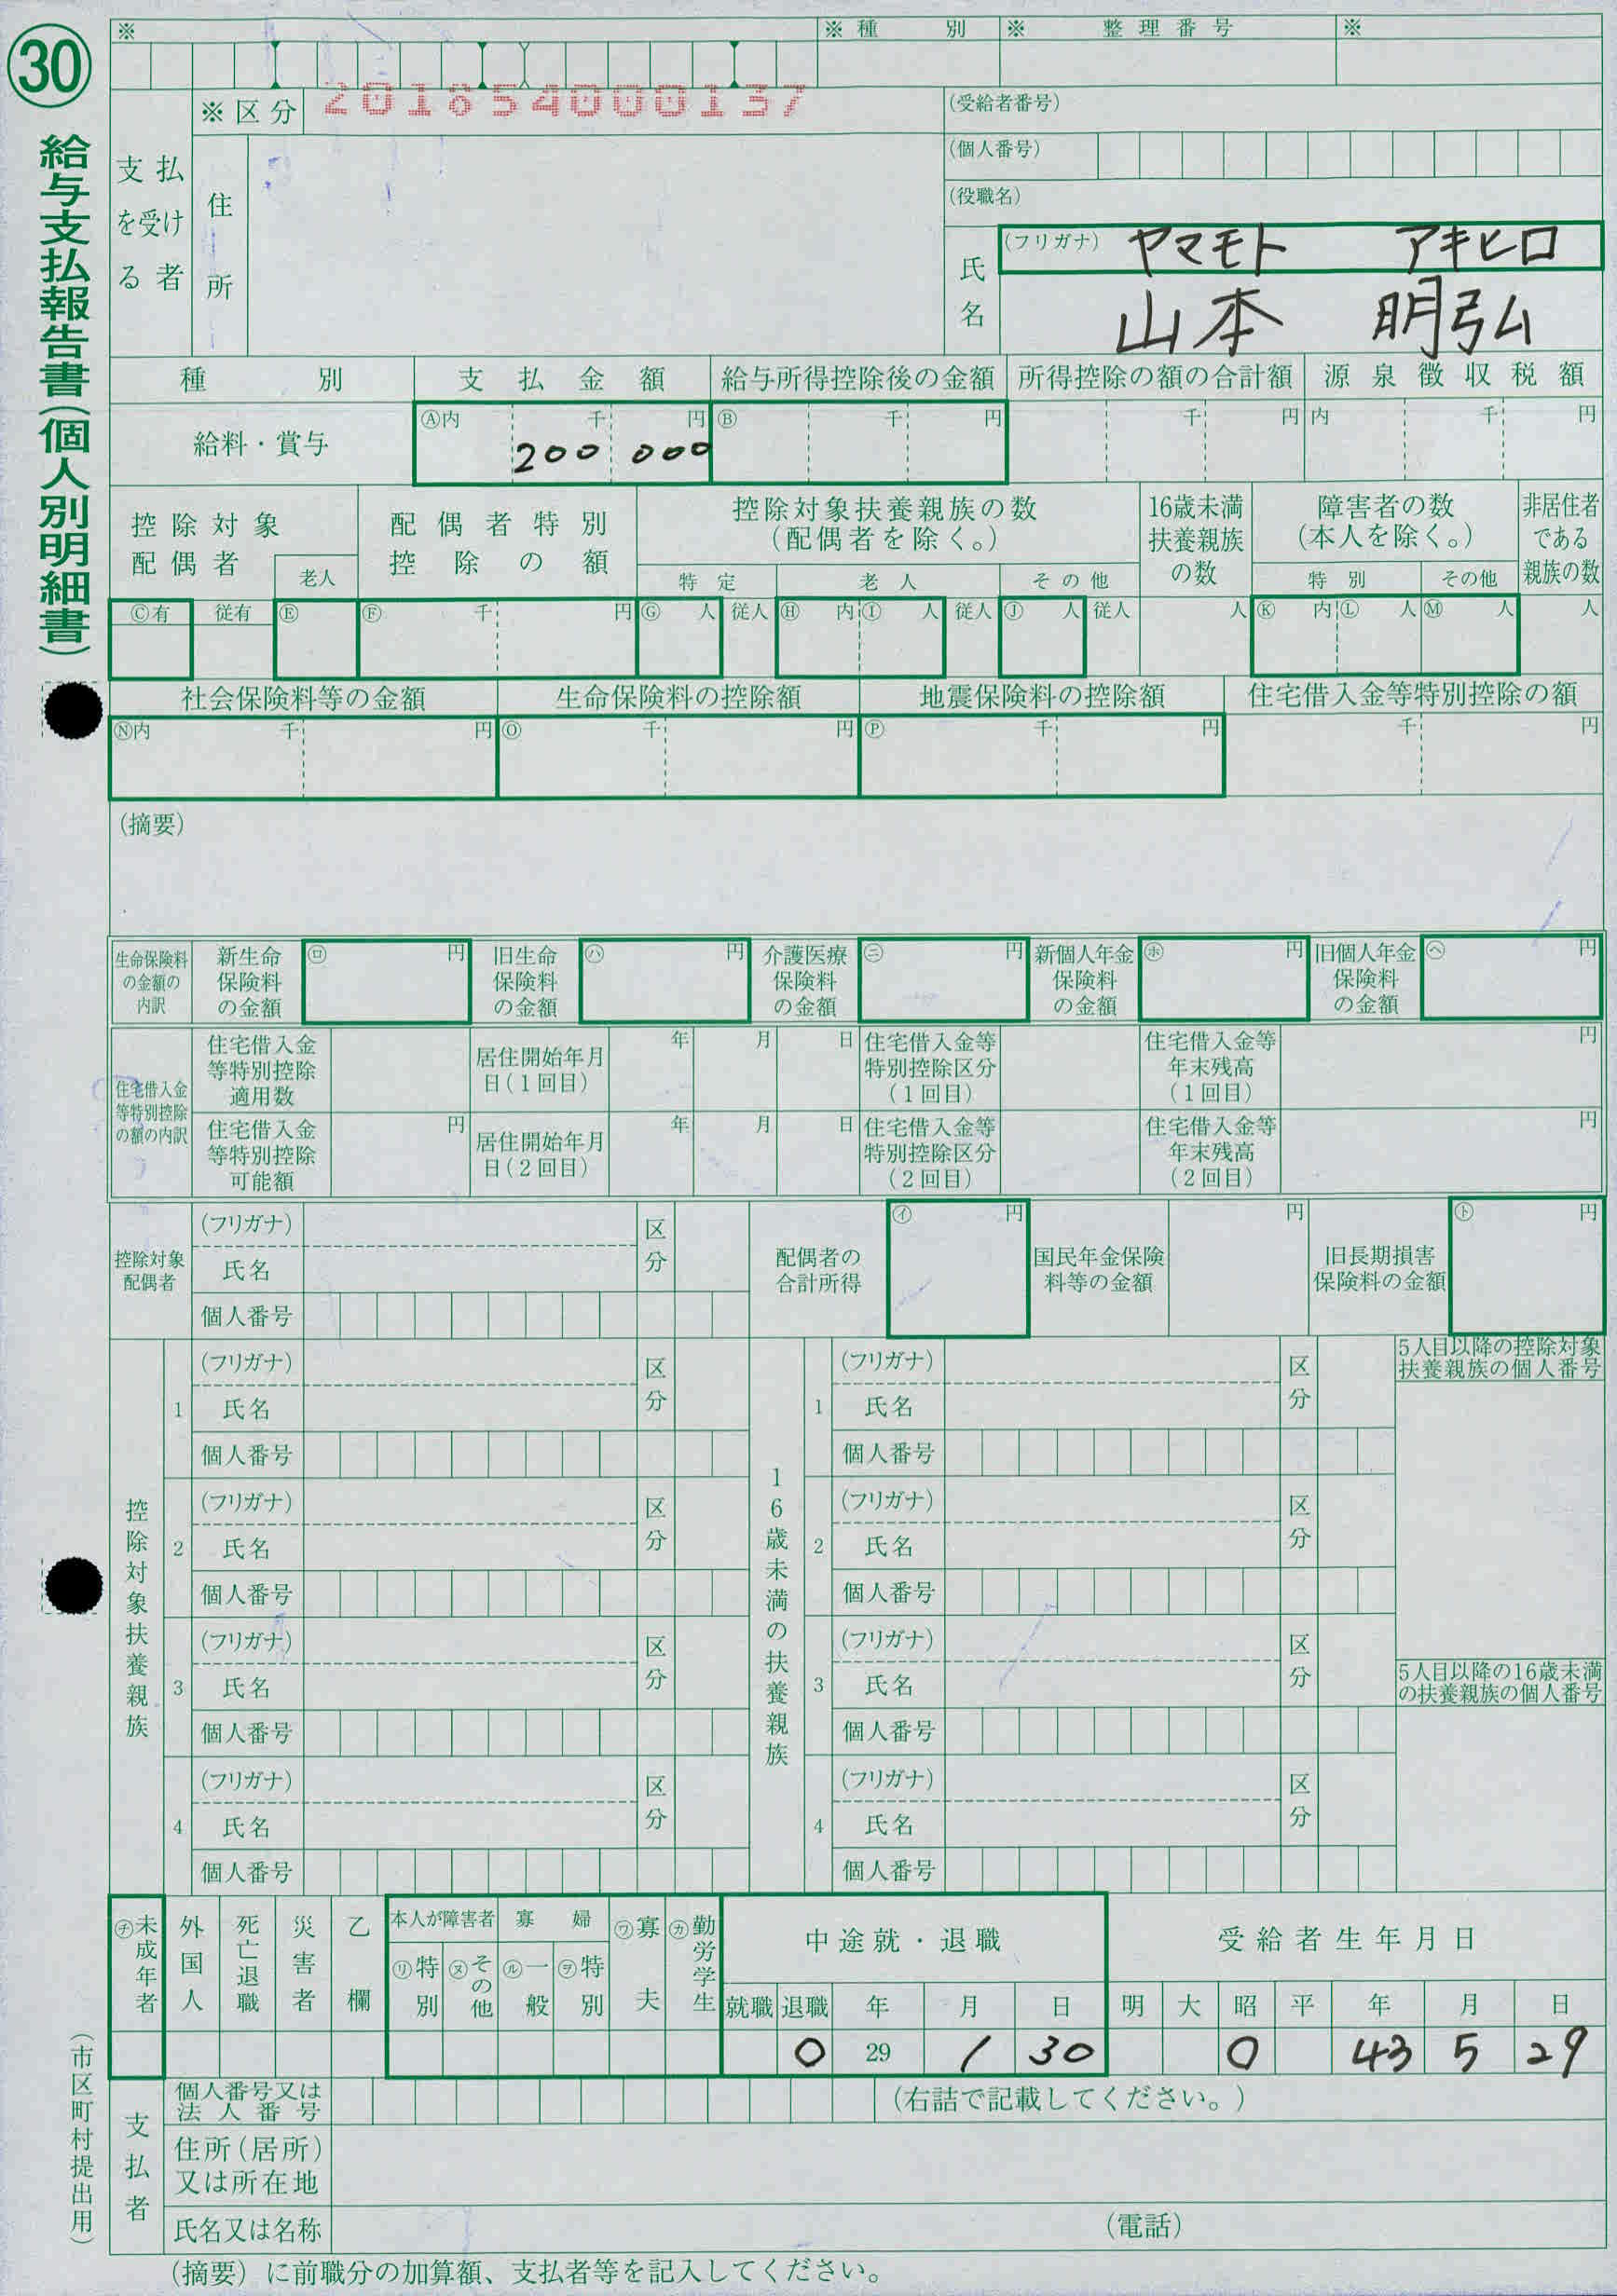 30
給与支払報告書(個人別明細書)
※ ※種別 ※ 整理番号 ※
※区分 201854000137
支払を受ける者
住所
(受給者番号)
(個人番号)
(役職名)
氏名
(フリガナ) ヤマモト アキヒロ
山本 明弘
種別 支払金額 給与所得控除後の金額 所得控除の額の合計額 源泉徴収税額
給料・賞与 Ⓐ内 千 円 Ⓑ 千 円 千 円 内 千 円
200 000
控除対象配偶者 老人 配偶者特別控除の額 控除対象扶養親族の数(配偶者を除く。) 16歳未満扶養親族の数 障害者の数(本人を除く。) 非居住者である親族の数
特定 老人 その他 特別 その他
Ⓒ有 従有 Ⓔ Ⓕ 千 円 Ⓖ 人 従人 Ⓗ 内 Ⓘ 人 従人 Ⓙ 人 従人 人 Ⓚ 内 Ⓛ 人 Ⓜ 人 人
社会保険料等の金額 生命保険料の控除額 地震保険料の控除額 住宅借入金等特別控除の額
Ⓝ内 千 円 Ⓞ 千 円 Ⓟ 千 円 千 円
(摘要)
生命保険料の金額の内訳 新生命保険料の金額 ㋺ 円 旧生命保険料の金額 ㋩ 円 介護医療保険料の金額 ㋥ 円 新個人年金保険料の金額 ㋭ 円 旧個人年金保険料の金額 ㋬ 円
住宅借入金等特別控除の額の内訳
住宅借入金等特別控除適用数 居住開始年月日(1回目) 年 月 日 住宅借入金等特別控除区分(1回目) 住宅借入金等年末残高(1回目) 円
住宅借入金等特別控除可能額 円 居住開始年月日(2回目) 年 月 日 住宅借入金等特別控除区分(2回目) 住宅借入金等年末残高(2回目) 円
控除対象配偶者 (フリガナ) 氏名 区分 個人番号
配偶者の合計所得 ㋑ 円 国民年金保険料等の金額 円 旧長期損害保険料の金額 ㋣ 円
控除対象扶養親族
1 (フリガナ) 氏名 区分 個人番号
2 (フリガナ) 氏名 区分 個人番号
3 (フリガナ) 氏名 区分 個人番号
4 (フリガナ) 氏名 区分 個人番号
16歳未満の扶養親族
1 (フリガナ) 氏名 区分 個人番号
2 (フリガナ) 氏名 区分 個人番号
3 (フリガナ) 氏名 区分 個人番号
4 (フリガナ) 氏名 区分 個人番号
5人目以降の控除対象扶養親族の個人番号
5人目以降の16歳未満の扶養親族の個人番号
㋠未成年者 外国人 死亡退職 災害者 乙欄 本人が障害者 寡婦 ㋻寡夫 ㋕勤労学生 中途就・退職 受給者生年月日
㋷特別 ㋦その他 ㋸一般 ㋾特別 就職 退職 年 月 日 明 大 昭 平 年 月 日
0 29 1 30 0 43 5 29
支払者
個人番号又は法人番号 (右詰で記載してください。)
住所(居所)又は所在地
氏名又は名称 (電話)
(市区町村提出用)
(摘要)に前職分の加算額、支払者等を記入してください。